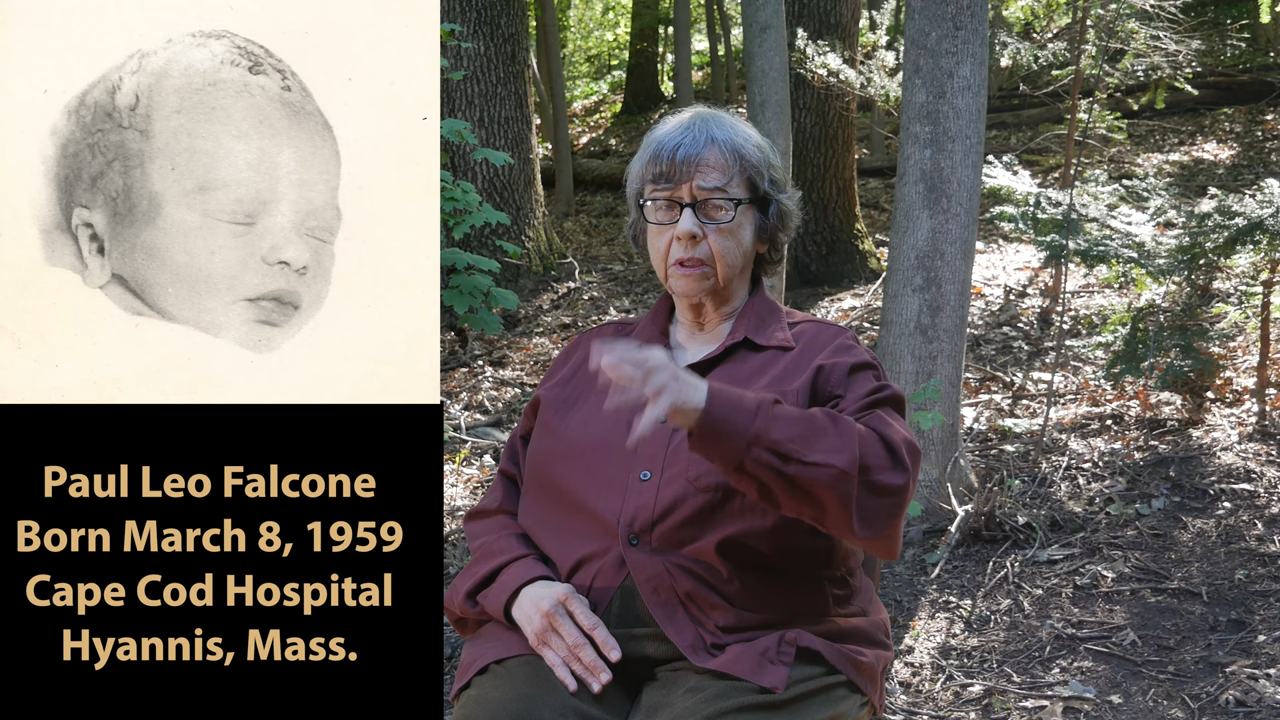 Paul Leo Falcone
Born March 8, 1959
Cape Cod Hospital
Hyannis, Mass.